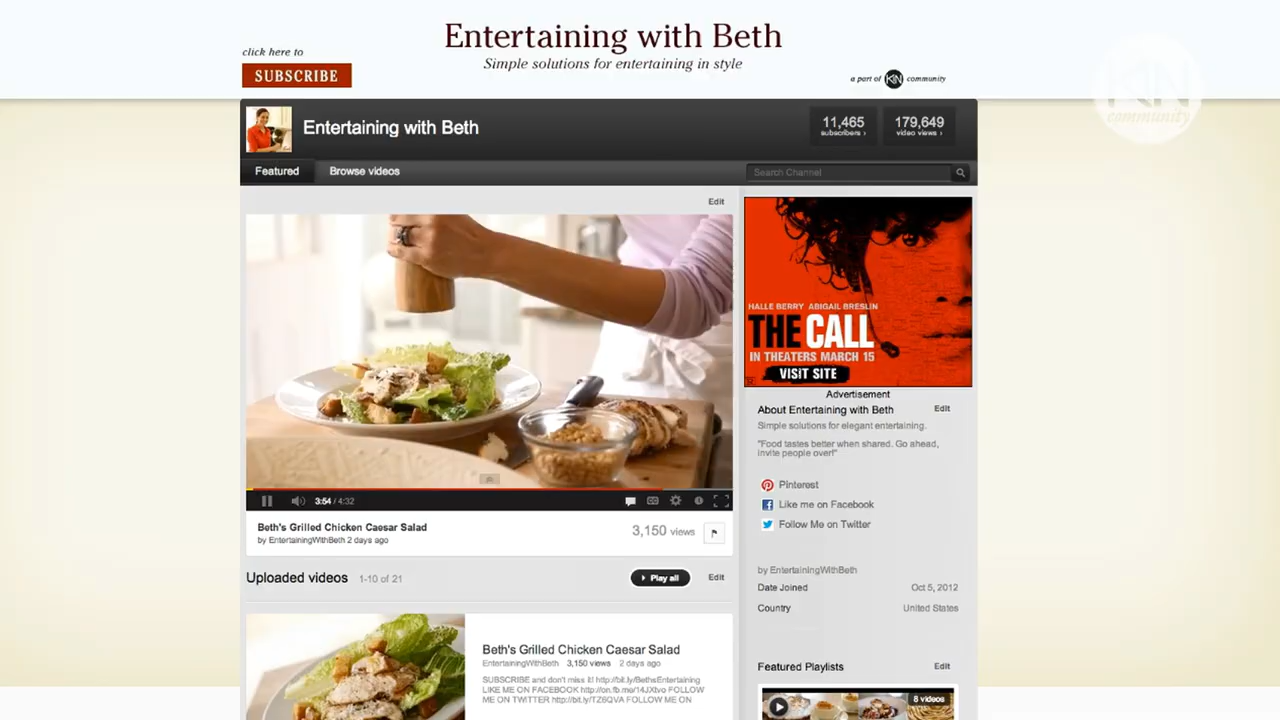 Entertaining with Beth
Simple solutions for entertaining in style
click here to
SUBSCRIBE
a part of KIN community
KIN
community
Entertaining with Beth
11,465
subscribers ›
179,649
video views ›
Featured
Browse videos
Search Channel
Edit
HALLE BERRY ABIGAIL BRESLIN
THE CALL
IN THEATERS MARCH 15
VISIT SITE
Advertisement
3:54 / 4:32
Beth's Grilled Chicken Caesar Salad
by EntertainingWithBeth 2 days ago
3,150 views
Uploaded videos 1-10 of 21
Play all
Edit
Beth's Grilled Chicken Caesar Salad
EntertainingWithBeth 3,150 views 2 days ago
SUBSCRIBE and don't miss it! http://bit.ly/BethsEntertaining
LIKE ME ON FACEBOOK http://on.fb.me/14JXtvo FOLLOW
ME ON TWITTER http://bit.ly/TZ6QVA FOLLOW ME ON
About Entertaining with Beth
Edit
Simple solutions for elegant entertaining.
"Food tastes better when shared. Go ahead,
invite people over!"
Pinterest
Like me on Facebook
Follow Me on Twitter
by EntertainingWithBeth
Date Joined Oct 5, 2012
Country United States
Featured Playlists
Edit
8 videos